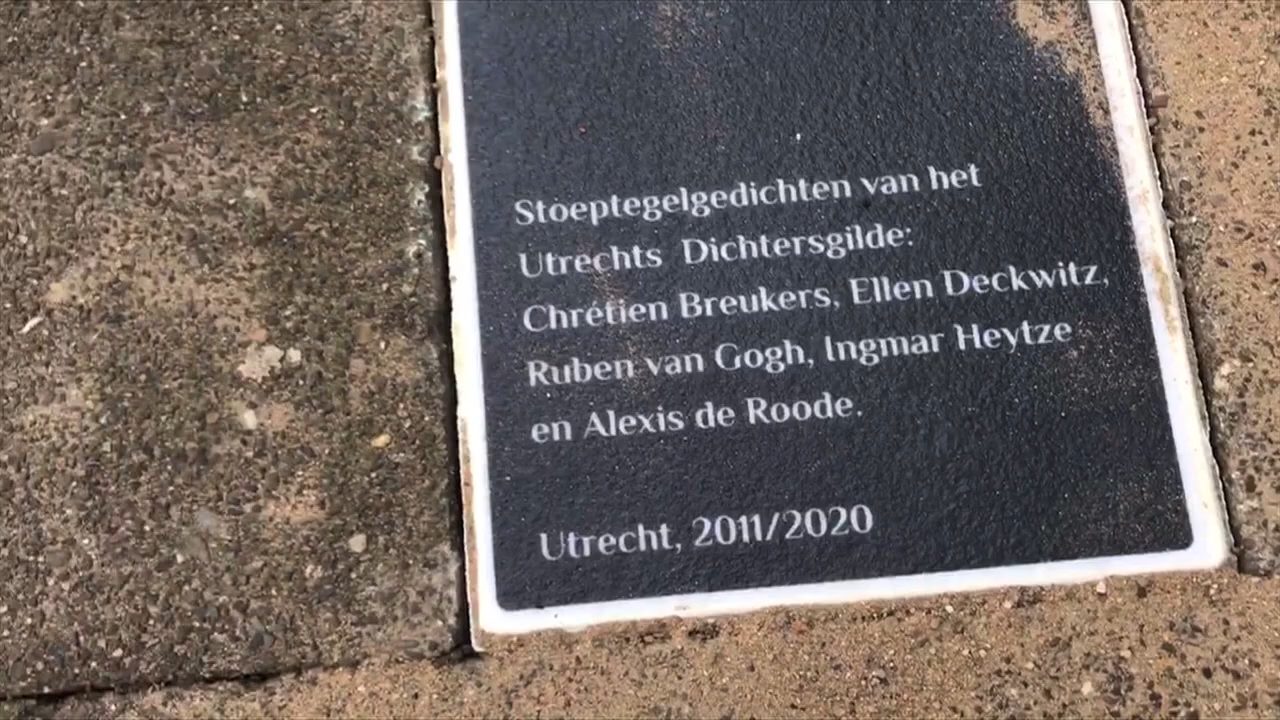 Stoeptegelgedichten van het
Utrechts Dichtersgilde:
Chrétien Breukers, Ellen Deckwitz,
Ruben van Gogh, Ingmar Heytze
en Alexis de Roode.
Utrecht, 2011/2020